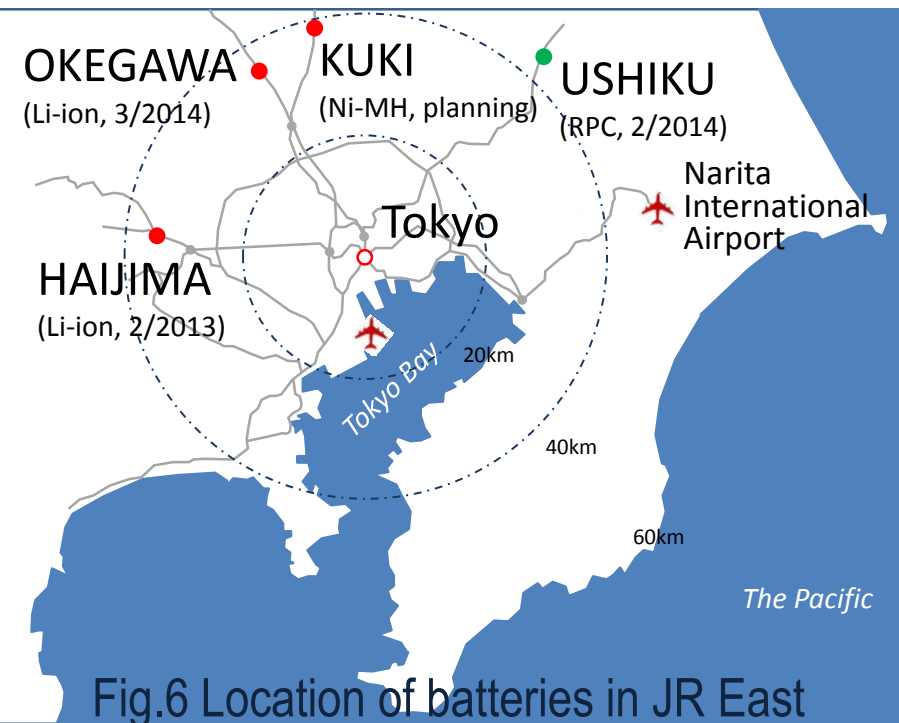 OKEGAWA
(Li-ion, 3/2014)
KUKI
(Ni-MH, planning)
USHIKU
(RPC, 2/2014)
Narita
International
Airport
Tokyo
HAIJIMA
(Li-ion, 2/2013)
20km
Tokyo Bay
40km
60km
The Pacific
Fig.6 Location of batteries in JR East